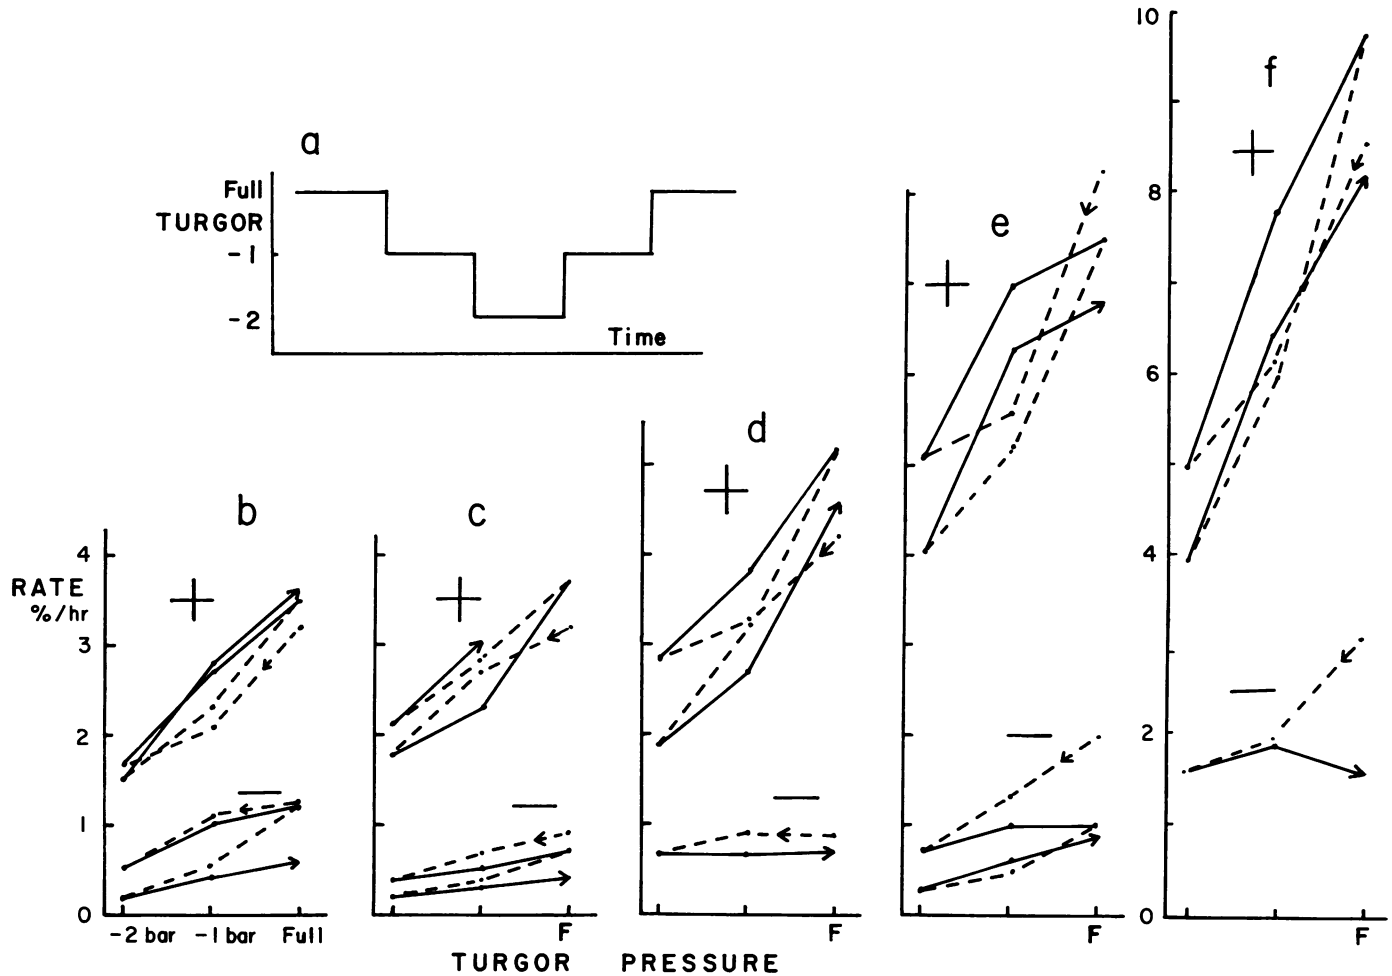 a
Full
TURGOR
-1
-2
Time
b
+
4
RATE
%/hr
3
2
1
0
-2 bar
-1 bar
Full
−
c
+
−
F
d
+
−
F
e
+
−
F
f
+
−
10
8
6
4
2
0
F
TURGOR PRESSURE